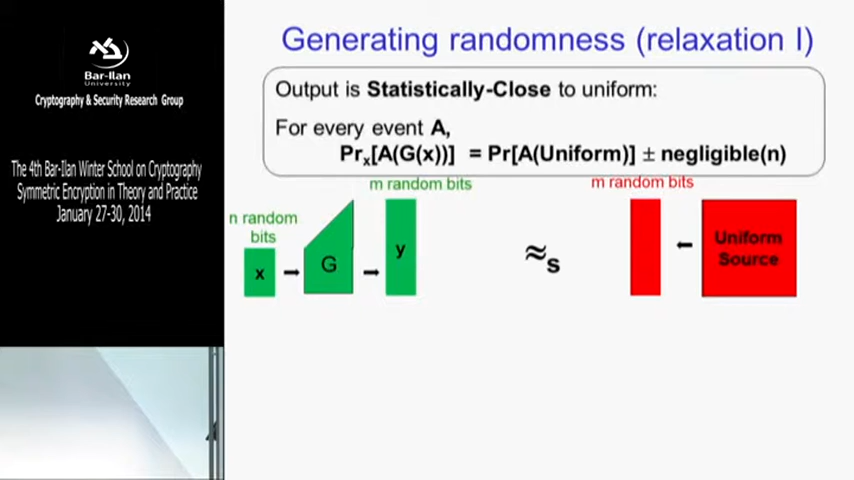 Bar-Ilan
University
Cryptography & Security Research Group
The 4th Bar-Ilan Winter School on Cryptography
Symmetric Encryption in Theory and Practice
January 27-30, 2014
Generating randomness (relaxation I)
Output is Statistically-Close to uniform:
For every event A,
Prₓ[A(G(x))] = Pr[A(Uniform)] ± negligible(n)
m random bits
m random bits
n random
bits
x
G
y
≈s
Uniform
Source